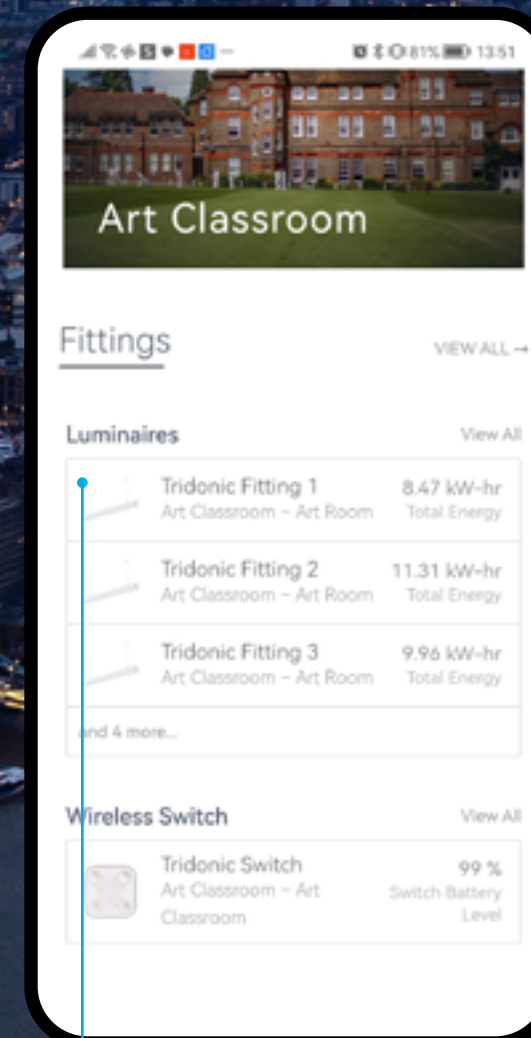 81% 13:51
Art Classroom
Fittings VIEW ALL →
Luminaires View All
Tridonic Fitting 1 8.47 kW-hr
Art Classroom – Art Room Total Energy
Tridonic Fitting 2 11.31 kW-hr
Art Classroom – Art Room Total Energy
Tridonic Fitting 3 9.96 kW-hr
Art Classroom – Art Room Total Energy
and 4 more...
Wireless Switch View All
Tridonic Switch 99 %
Art Classroom – Art Switch Battery
Classroom Level